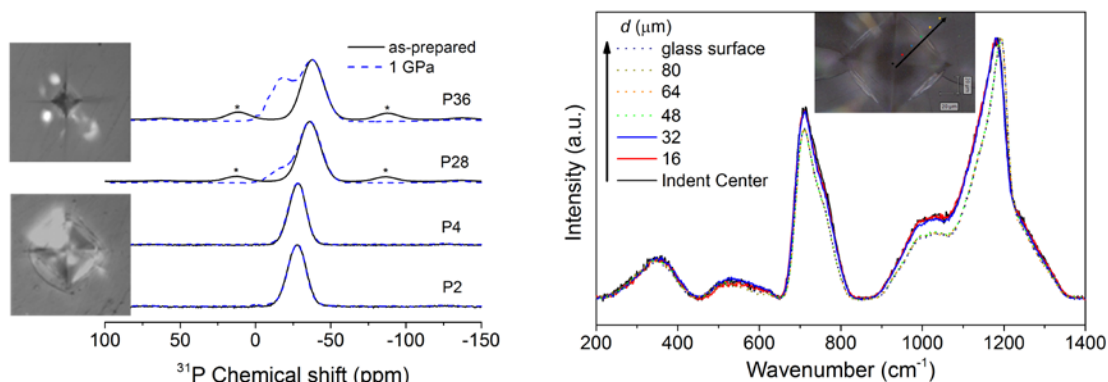 as-prepared
1 GPa
P36
*
*
P28
*
*
P4
P2
100 50 0 -50 -100 -150
³¹P Chemical shift (ppm)
Intensity (a.u.)
d (μm)
glass surface
80
64
48
32
16
Indent Center
20 μm
200 400 600 800 1000 1200 1400
Wavenumber (cm⁻¹)